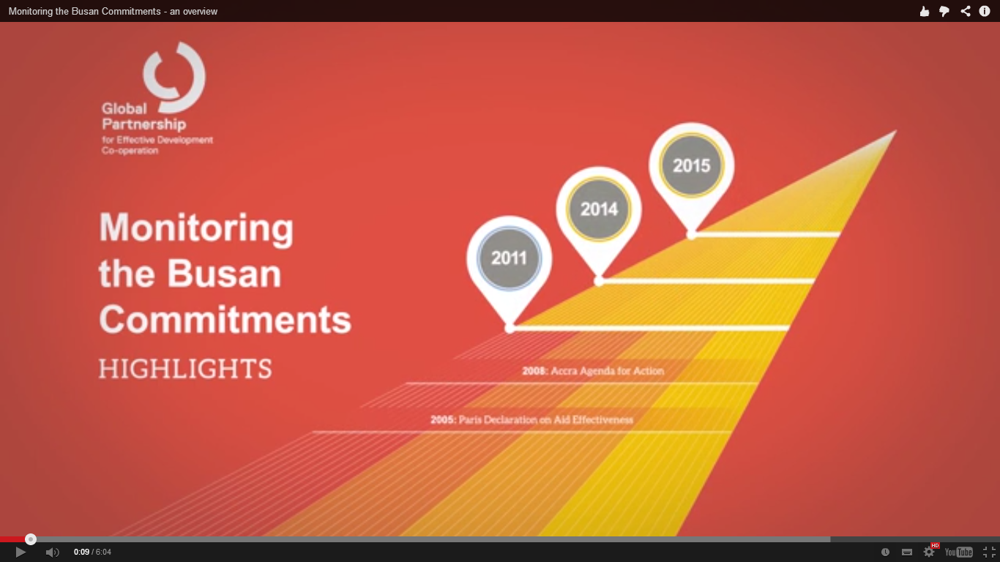 Monitoring the Busan Commitments - an overview
Global
Partnership
for Effective Development
Co-operation
2015
2014
2011
Monitoring
the Busan
Commitments
HIGHLIGHTS
2008: Accra Agenda for Action
2005: Paris Declaration on Aid Effectiveness
0:09 / 6:04
HD
YouTube